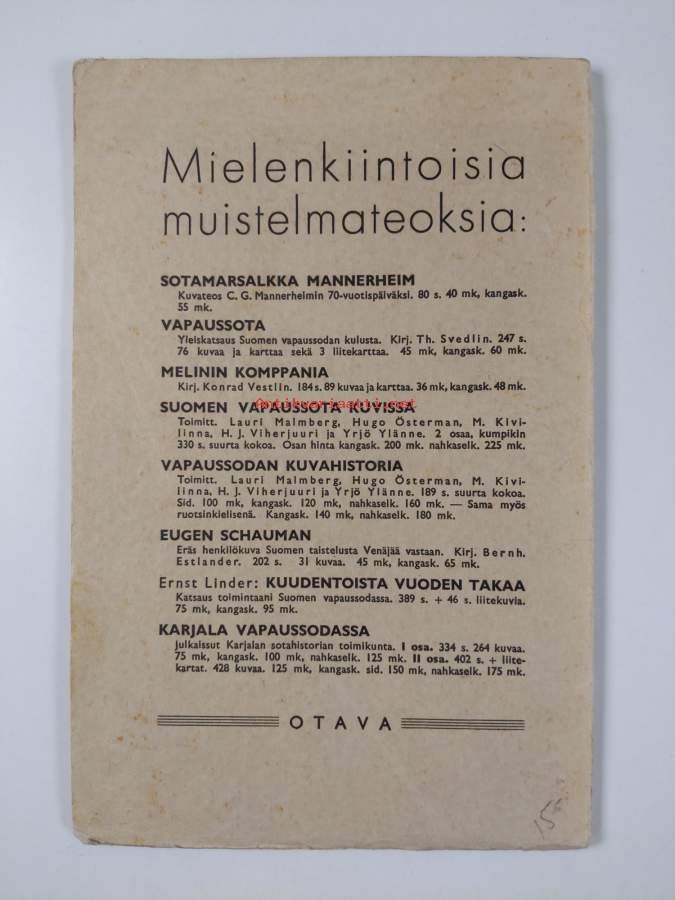 Mielenkiintoisia
muistelmateoksia:
SOTAMARSALKKA MANNERHEIM
Kuvateos C. G. Mannerheimin 70-vuotispäiväksi. 80 s. 40 mk, kangask.
55 mk.
VAPAUSSOTA
Yleiskatsaus Suomen vapaussodan kulusta. Kirj. Th. Svedlin. 247 s.
76 kuvaa ja karttaa sekä 3 liitekarttaa. 45 mk, kangask. 60 mk.
MELININ KOMPPANIA
Kirj. Konrad Vestlin. 184 s. 89 kuvaa ja karttaa. 36 mk, kangask. 48 mk.
Antikvariaatti.net
SUOMEN VAPAUSSOTA KUVISSA
Toimitt. Lauri Malmberg, Hugo Österman, M. Kivi-
linna, H. J. Viherjuuri ja Yrjö Ylänne. 2 osaa, kumpikin
330 s. suurta kokoa. Osan hinta kangask. 200 mk. nahkaselk. 225 mk.
VAPAUSSODAN KUVAHISTORIA
Toimitt. Lauri Malmberg, Hugo Österman, M. Kivi-
linna, H. J. Viherjuuri ja Yrjö Ylänne. 189 s. suurta kokoa.
Sid. 100 mk, kangask. 120 mk, nahkaselk. 160 mk. — Sama myös
ruotsinkielisenä. Kangask. 140 mk, nahkaselk. 180 mk.
EUGEN SCHAUMAN
Eräs henkilökuva Suomen taistelusta Venäjää vastaan. Kirj. Bernh.
Estlander. 202 s. 31 kuvaa. 45 mk, kangask. 65 mk.
Ernst Linder: KUUDENTOISTA VUODEN TAKAA
Katsaus toimintaani Suomen vapaussodassa. 389 s. + 46 s. liitekuvia.
75 mk, kangask. 95 mk.
KARJALA VAPAUSSODASSA
Julkaissut Karjalan sotahistorian toimikunta. I osa. 334 s. 264 kuvaa.
75 mk, kangask. 100 mk, nahkaselk. 125 mk. II osa. 402 s. + liite-
kartat. 428 kuvaa. 125 mk, kangask. sid. 150 mk, nahkaselk. 175 mk.
OTAVA